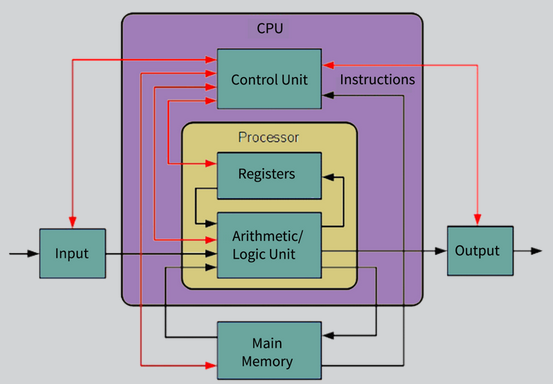 CPU
Control Unit
Instructions
Processor
Registers
Arithmetic/
Logic Unit
Input
Output
Main
Memory